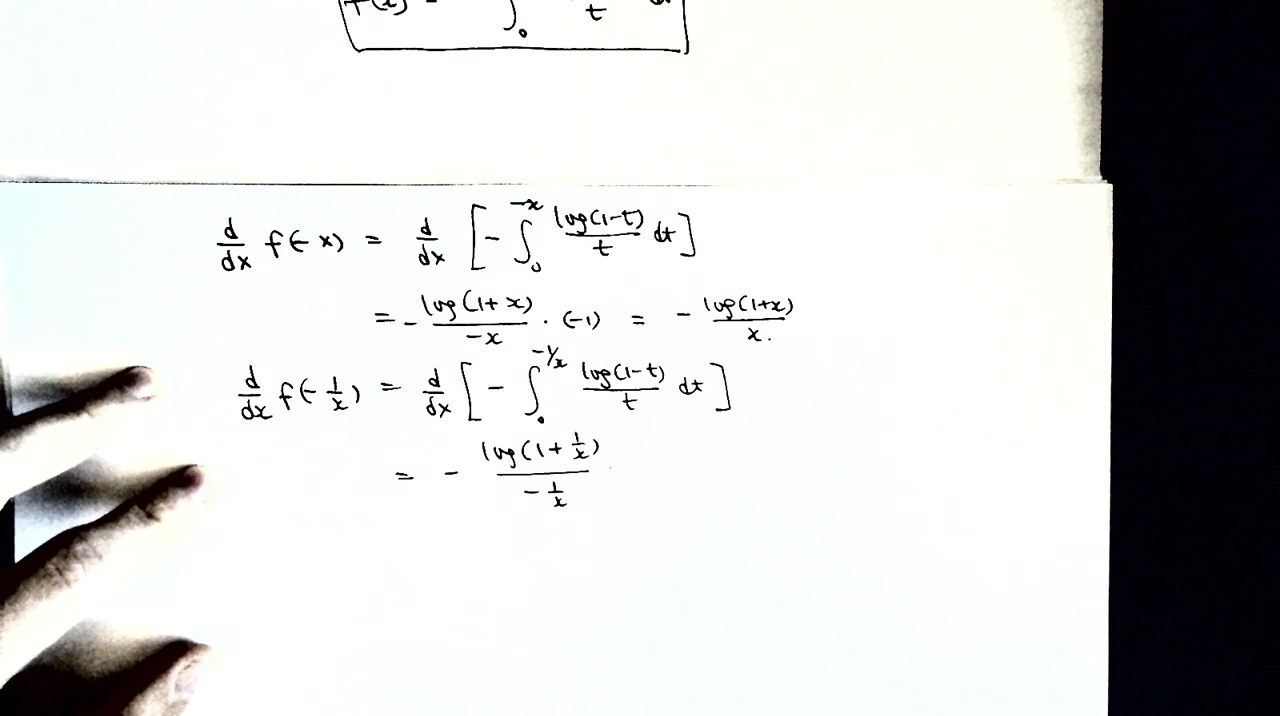 f(x) = ∫_0 t
d/dx f(-x) = d/dx [ - ∫_0^{-x} log(1-t)/t dt ]
= - log(1+x)/-x · (-1) = - log(1+x)/x.
d/dx f(-1/x) = d/dx [ - ∫_0^{-1/x} log(1-t)/t dt ]
= - log(1+1/x)/-1/x